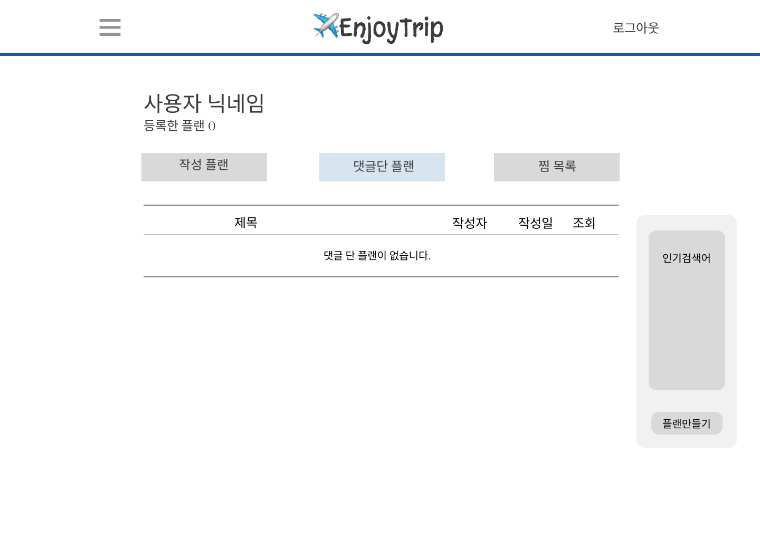 EnjoyTrip
로그아웃
사용자 닉네임
등록한 플랜 0
작성 플랜
댓글단 플랜
찜 목록
제목 작성자 작성일 조회
댓글 단 플랜이 없습니다.
인기검색어
플랜만들기